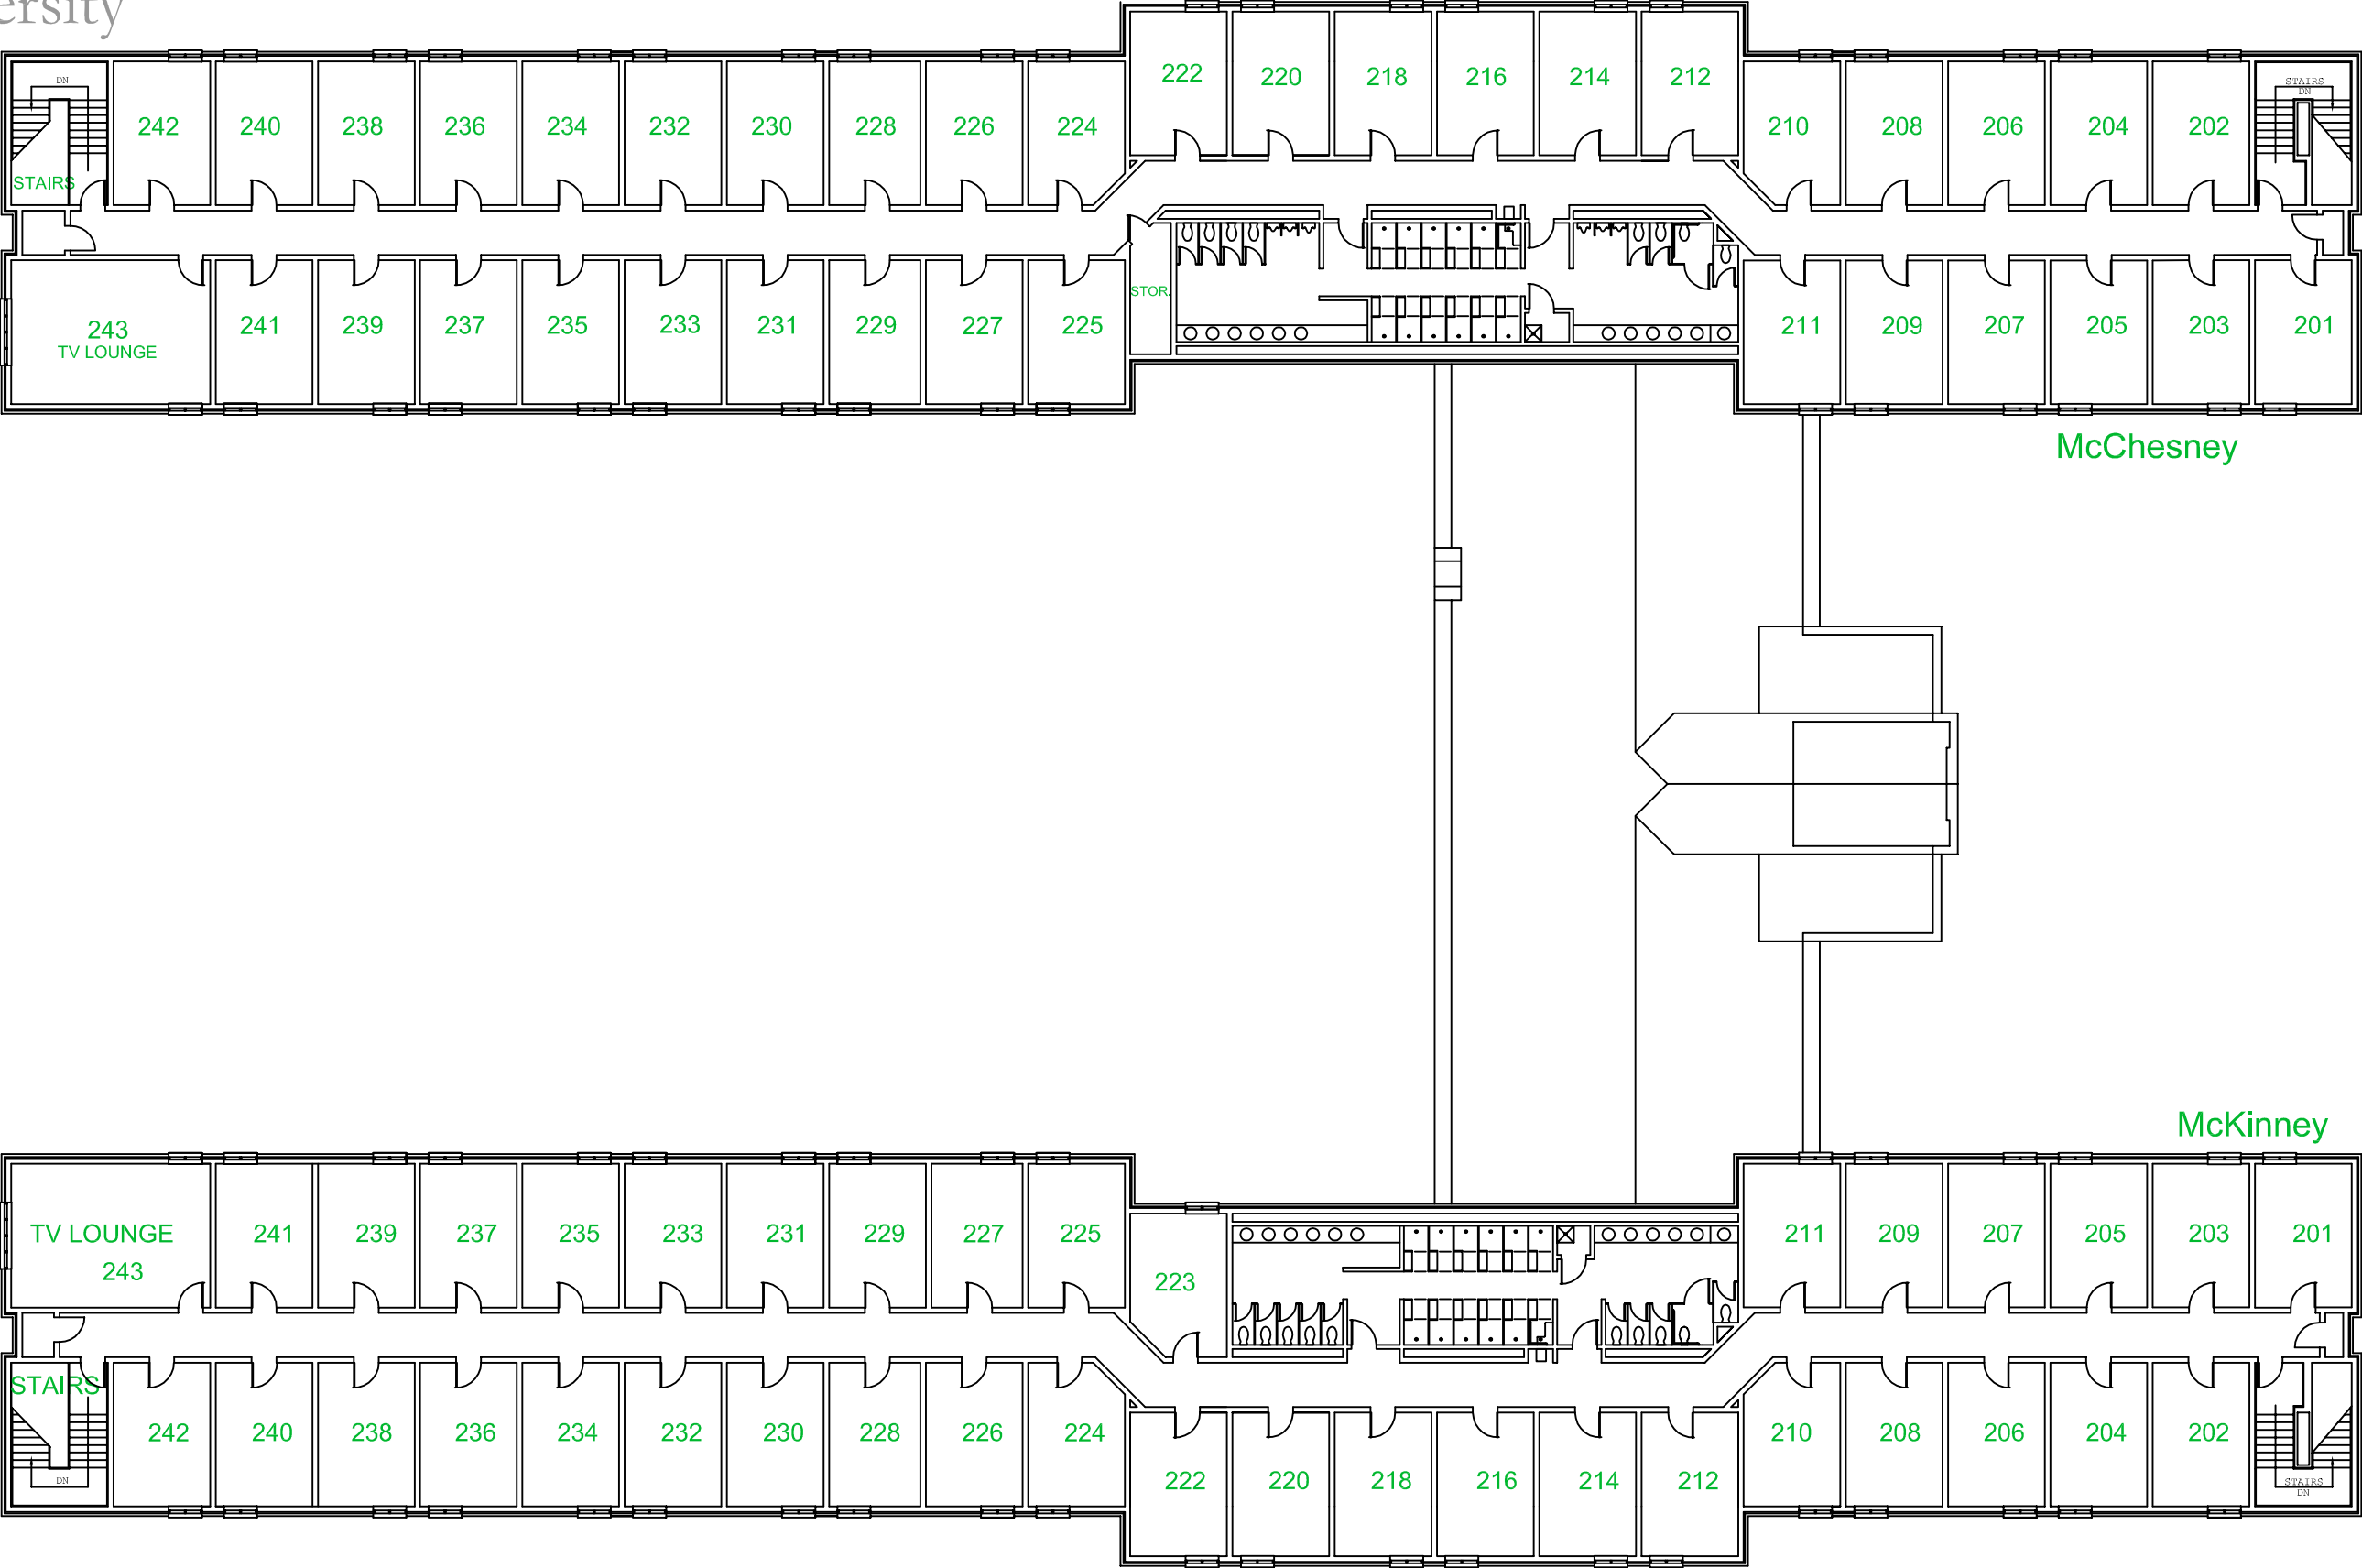 ersity
222 220 218 216 214 212
DN
STAIRS
DN
242 240 238 236 234 232 230 228 226 224 210 208 206 204 202
STAIRS
STOR.
243 241 239 237 235 233 231 229 227 225 211 209 207 205 203 201
TV LOUNGE
McChesney
McKinney
TV LOUNGE 241 239 237 235 233 231 229 227 225 211 209 207 205 203 201
243
223
STAIRS
242 240 238 236 234 232 230 228 226 224 210 208 206 204 202
222 220 218 216 214 212
DN
STAIRS
DN